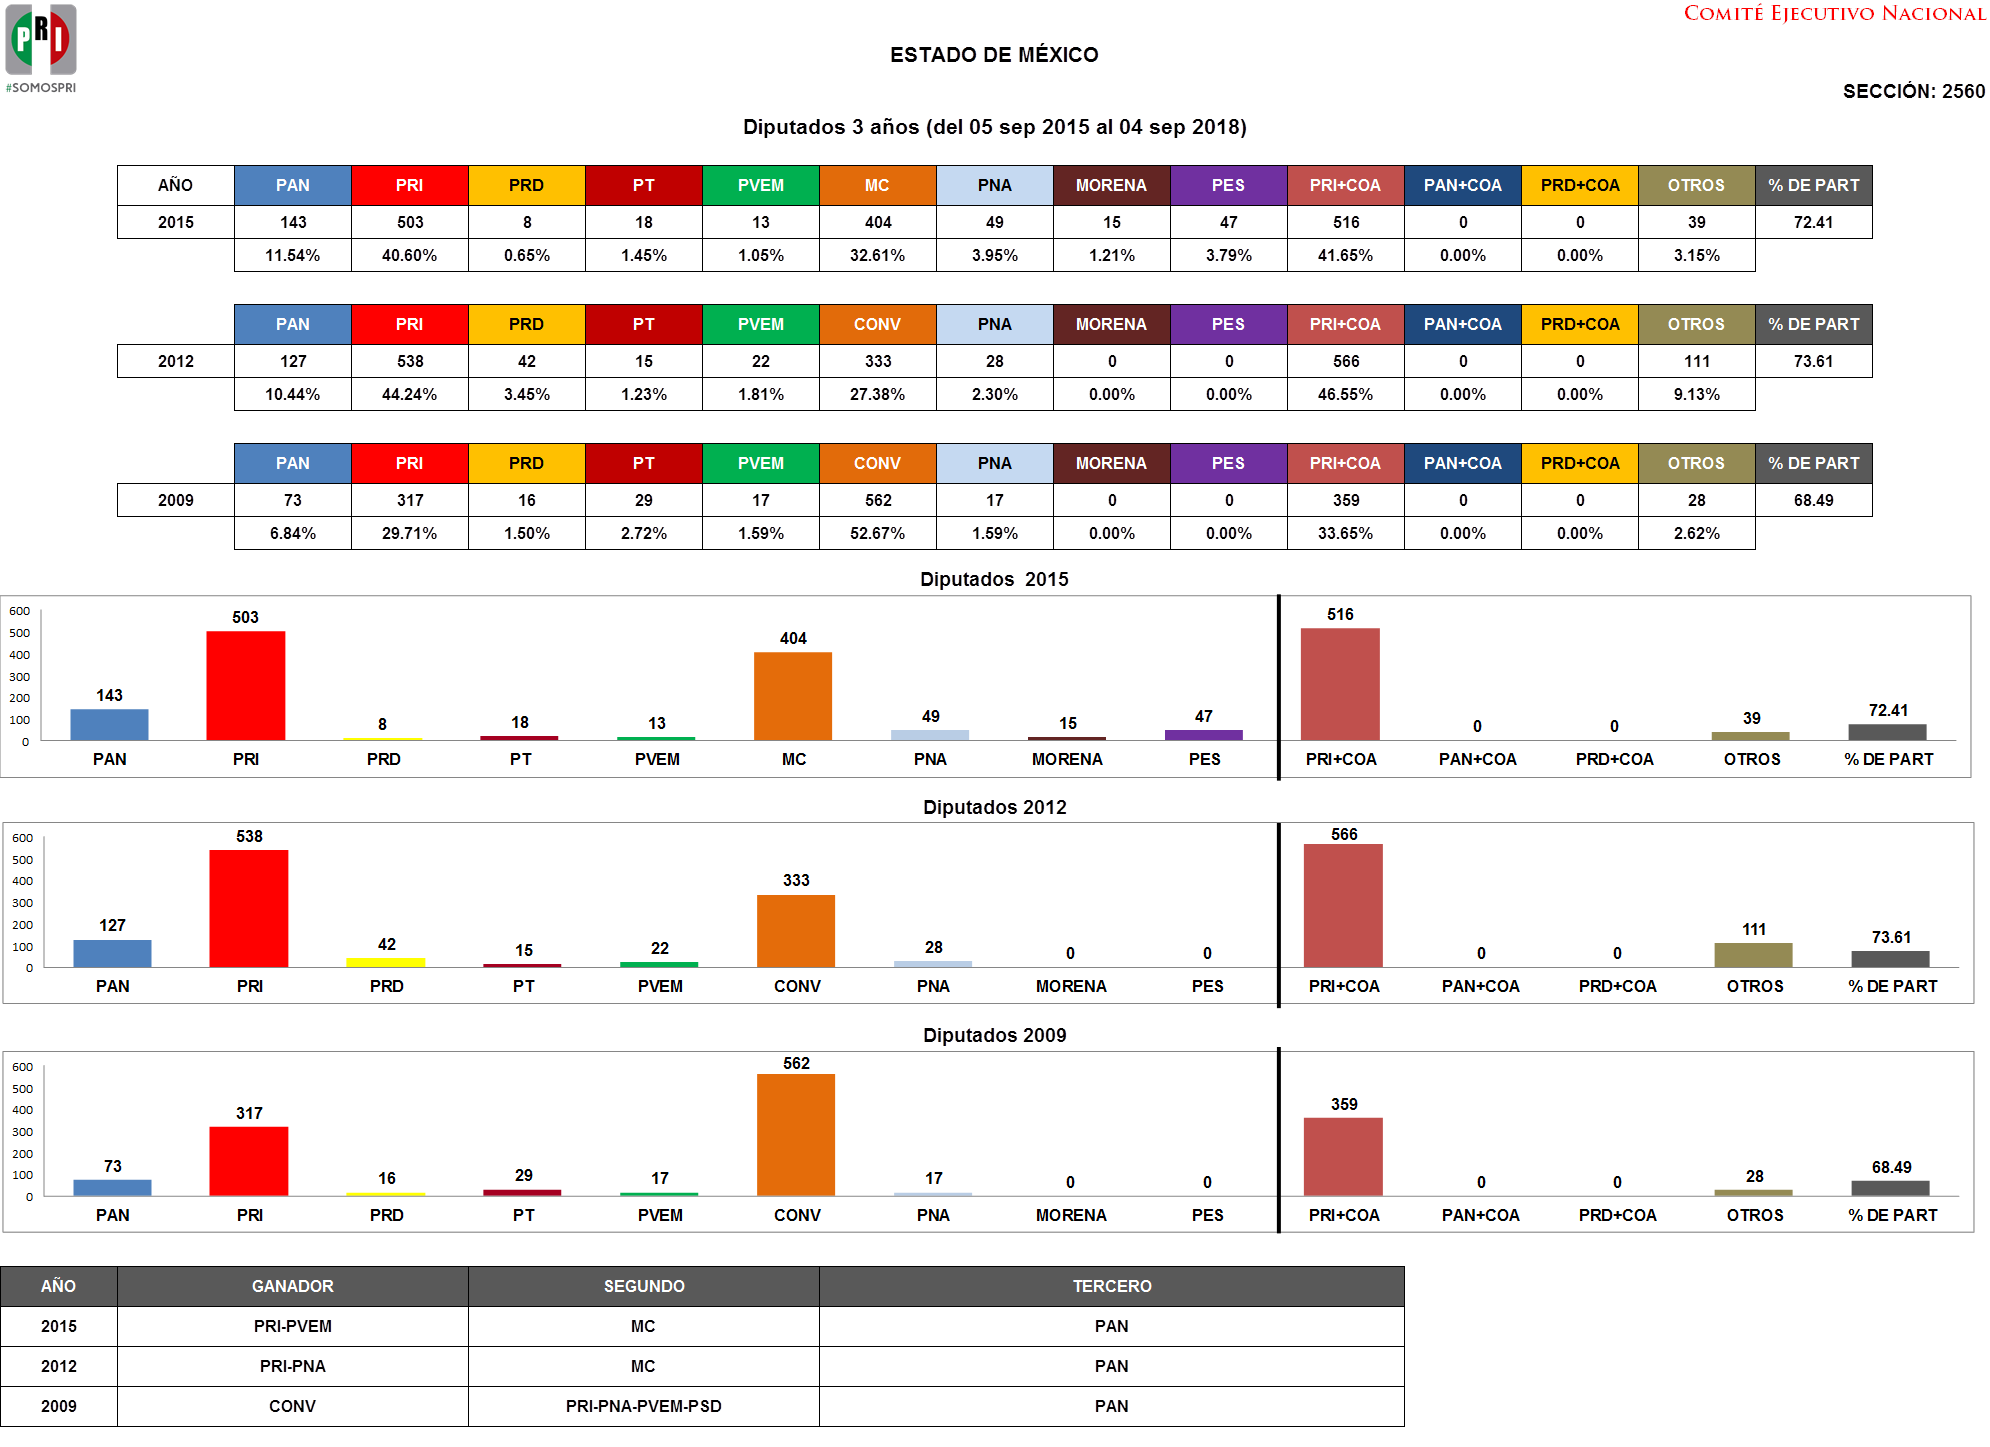 PRI
#SOMOSPRI
COMITÉ EJECUTIVO NACIONAL
ESTADO DE MÉXICO
SECCIÓN: 2560
Diputados 3 años (del 05 sep 2015 al 04 sep 2018)
AÑO PAN PRI PRD PT PVEM MC PNA MORENA PES PRI+COA PAN+COA PRD+COA OTROS % DE PART
2015 143 503 8 18 13 404 49 15 47 516 0 0 39 72.41
11.54% 40.60% 0.65% 1.45% 1.05% 32.61% 3.95% 1.21% 3.79% 41.65% 0.00% 0.00% 3.15%
PAN PRI PRD PT PVEM CONV PNA MORENA PES PRI+COA PAN+COA PRD+COA OTROS % DE PART
2012 127 538 42 15 22 333 28 0 0 566 0 0 111 73.61
10.44% 44.24% 3.45% 1.23% 1.81% 27.38% 2.30% 0.00% 0.00% 46.55% 0.00% 0.00% 9.13%
PAN PRI PRD PT PVEM CONV PNA MORENA PES PRI+COA PAN+COA PRD+COA OTROS % DE PART
2009 73 317 16 29 17 562 17 0 0 359 0 0 28 68.49
6.84% 29.71% 1.50% 2.72% 1.59% 52.67% 1.59% 0.00% 0.00% 33.65% 0.00% 0.00% 2.62%
Diputados 2015
600
500
400
300
200
100
0
143 503 8 18 13 404 49 15 47 516 0 0 39 72.41
PAN PRI PRD PT PVEM MC PNA MORENA PES PRI+COA PAN+COA PRD+COA OTROS % DE PART
Diputados 2012
600
500
400
300
200
100
0
127 538 42 15 22 333 28 0 0 566 0 0 111 73.61
PAN PRI PRD PT PVEM CONV PNA MORENA PES PRI+COA PAN+COA PRD+COA OTROS % DE PART
Diputados 2009
600
500
400
300
200
100
0
73 317 16 29 17 562 17 0 0 359 0 0 28 68.49
PAN PRI PRD PT PVEM CONV PNA MORENA PES PRI+COA PAN+COA PRD+COA OTROS % DE PART
AÑO GANADOR SEGUNDO TERCERO
2015 PRI-PVEM MC PAN
2012 PRI-PNA MC PAN
2009 CONV PRI-PNA-PVEM-PSD PAN